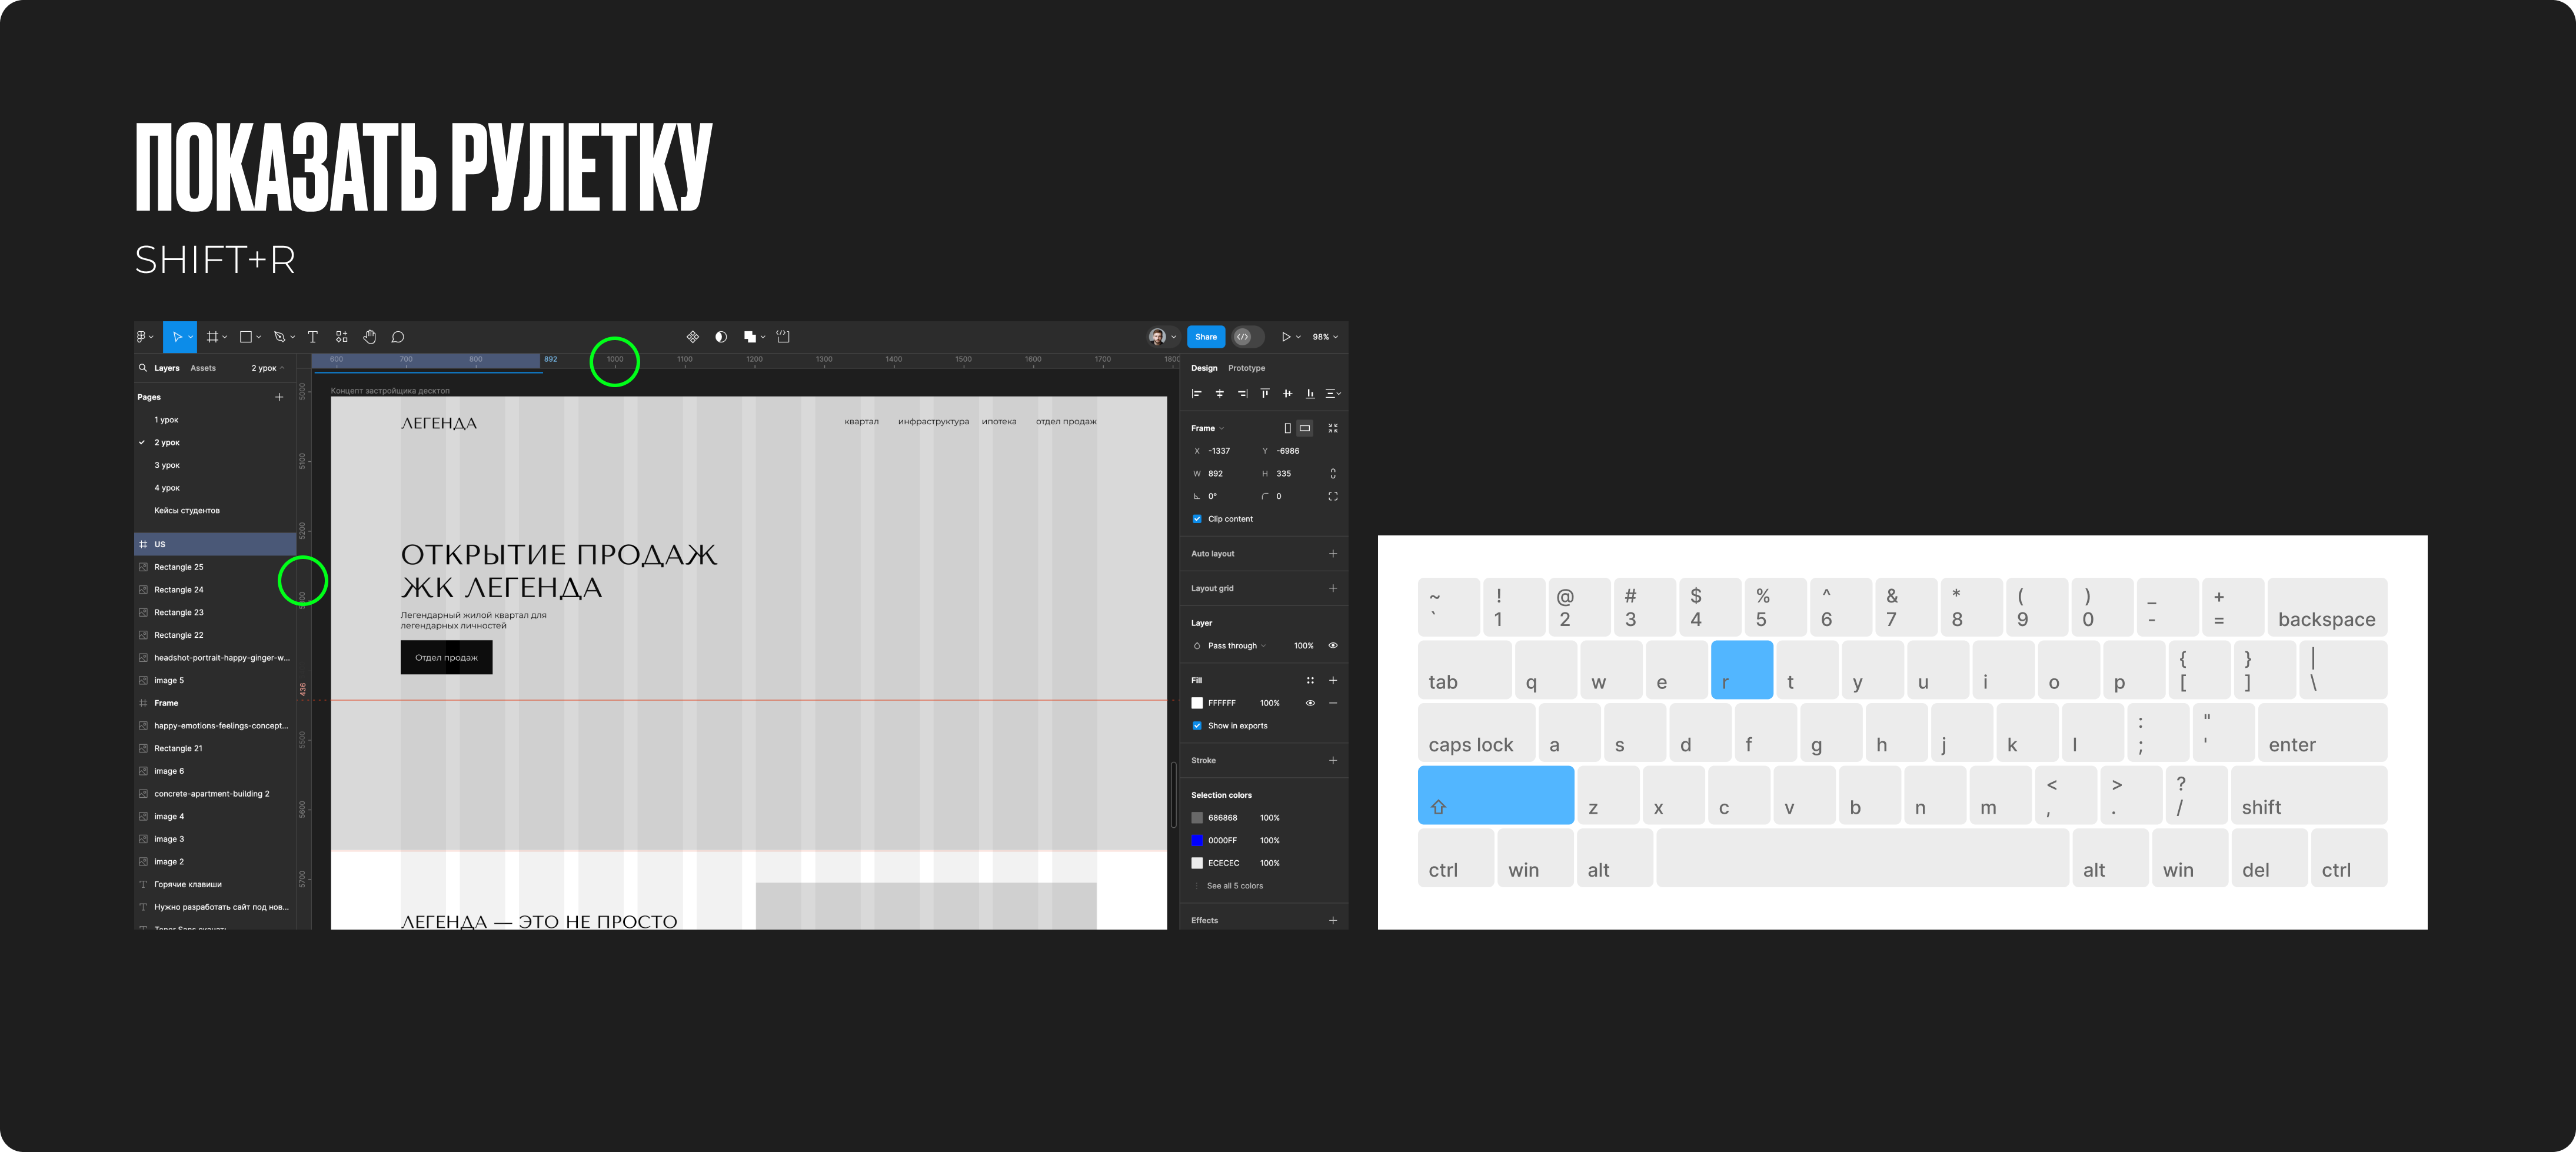 ПОКАЗАТЬ РУЛЕТКУ
SHIFT+R
Share
98%
Layers Assets 2 урок
600 700 800 892 1000 1100 1200 1300 1400 1500 1600 1700 1800
Design Prototype
Pages
1 урок
2 урок
3 урок
4 урок
Кейсы студентов
US
Rectangle 25
Rectangle 24
Rectangle 23
Rectangle 22
headshot-portrait-happy-ginger-w...
image 5
Frame
happy-emotions-feelings-concept...
Rectangle 21
image 6
concrete-apartment-building 2
image 4
image 3
image 2
Горячие клавиши
Нужно разработать сайт под нов...
5000
5100
5200
436
5500
5600
5700
Концепт застройщика десктоп
ЛЕГЕНДА
квартал инфраструктура ипотека отдел продаж
ОТКРЫТИЕ ПРОДАЖ
ЖК ЛЕГЕНДА
Легендарный жилой квартал для
легендарных личностей
Отдел продаж
ЛЕГЕНДА — ЭТО НЕ ПРОСТО
Frame
X -1337 Y -6986
W 892 H 335
0° 0
Clip content
Auto layout
Layout grid
Layer
Pass through 100%
Fill
FFFFFF 100%
Show in exports
Stroke
Selection colors
686868 100%
0000FF 100%
ECECEC 100%
See all 5 colors
Effects
~ ! @ # $ % ^ & * ( ) _ +
` 1 2 3 4 5 6 7 8 9 0 - = backspace
{ } |
tab q w e r t y u i o p [ ] \
: "
caps lock a s d f g h j k l ; ' enter
< > ?
z x c v b n m , . / shift
ctrl win alt alt win del ctrl